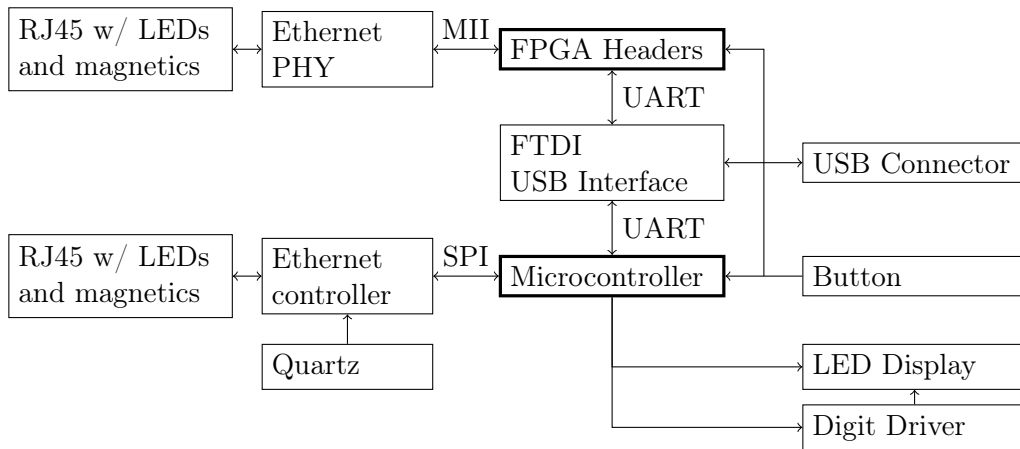 RJ45 w/ LEDs
and magnetics
Ethernet
PHY
MII
FPGA Headers
UART
FTDI
USB Interface
USB Connector
UART
RJ45 w/ LEDs
and magnetics
Ethernet
controller
SPI
Microcontroller
Button
Quartz
LED Display
Digit Driver